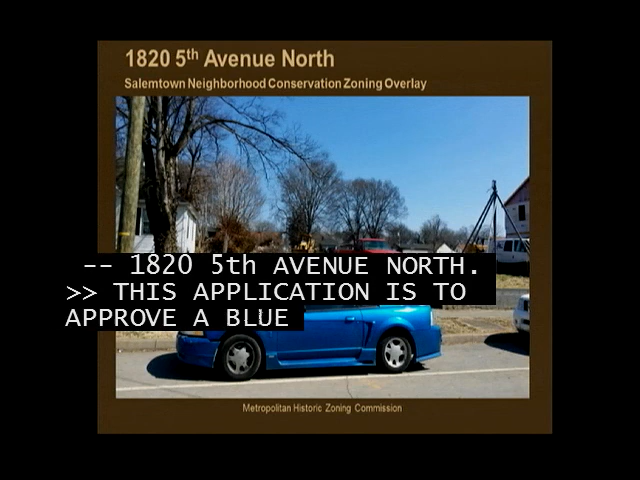 1820 5th Avenue North
Salemtown Neighborhood Conservation Zoning Overlay
-- 1820 5th AVENUE NORTH.
>> THIS APPLICATION IS TO
APPROVE A BLUE
Metropolitan Historic Zoning Commission